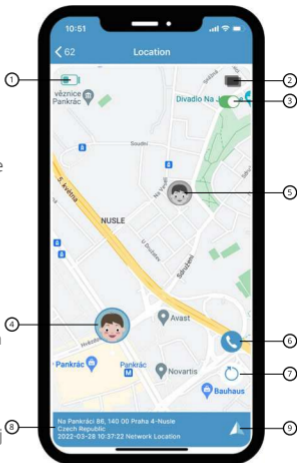 10:51
62
Location
1
2
3
věznice
Pankrác
Divadlo Na
Soudní
5
Na Veselí
5. května
NUSLE
Sdružení
4
Avast
6
Pankrác
Pankrác
M
Novartis
7
Bauhaus
8
Na Pankráci 86, 140 00 Praha 4-Nusle
Czech Republic
2022-03-28 10:37:22 Network Location
9